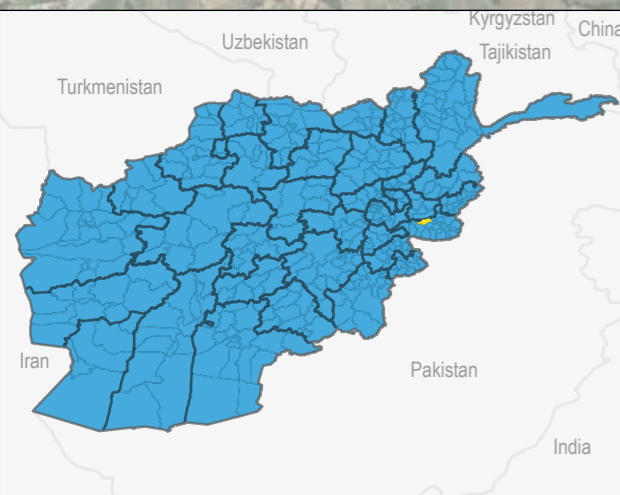 Kyrgyzstan
China
Uzbekistan
Tajikistan
Turkmenistan
Iran
Pakistan
India